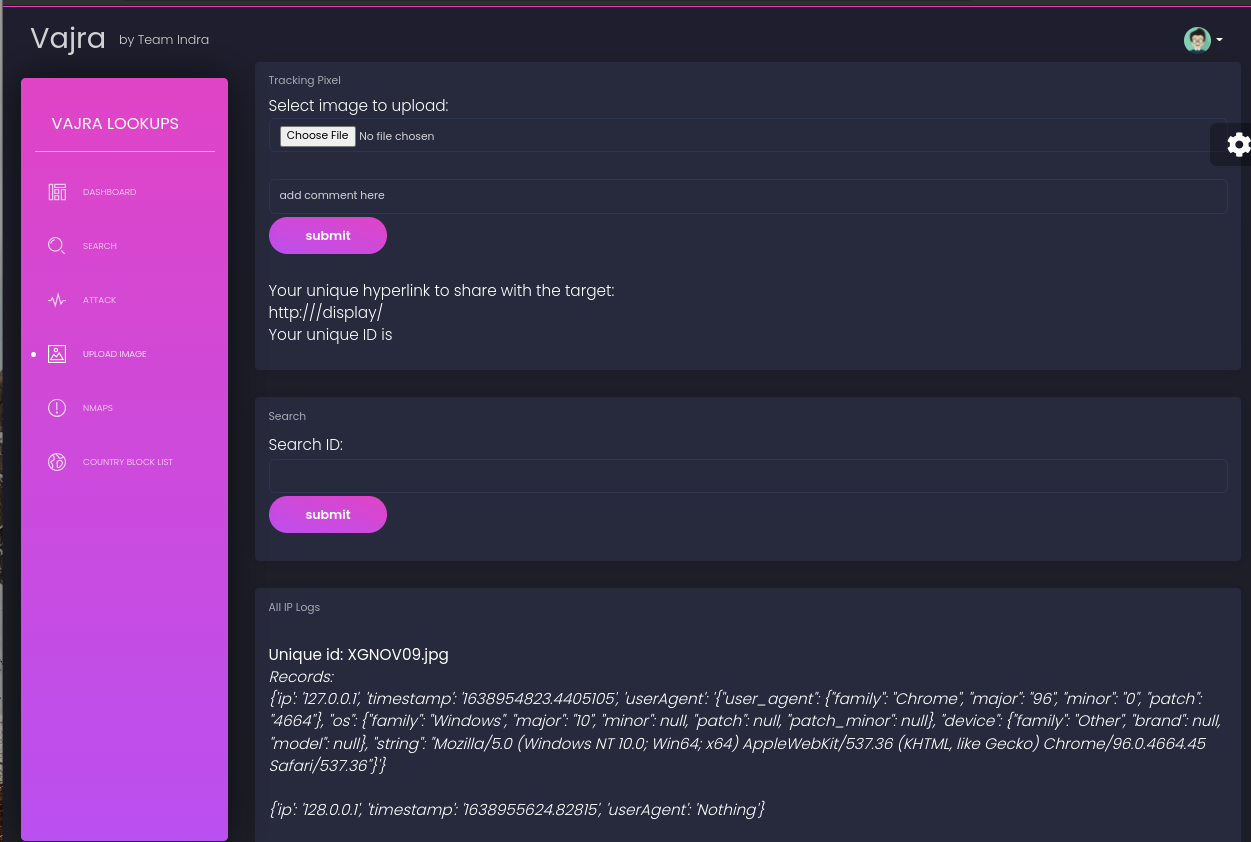 Vajra by Team Indra
VAJRA LOOKUPS
DASHBOARD
SEARCH
ATTACK
UPLOAD IMAGE
NMAPS
COUNTRY BLOCK LIST
Tracking Pixel
Select image to upload:
Choose File No file chosen
add comment here
submit
Your unique hyperlink to share with the target:
http:///display/
Your unique ID is
Search
Search ID:
submit
All IP Logs
Unique id: XGNOV09.jpg
Records:
{'ip': '127.0.0.1', 'timestamp': '1638954823.4405105', 'userAgent': '{"user_agent": {"family": "Chrome", "major": "96", "minor": "0", "patch":
"4664"}, "os": {"family": "Windows", "major": "10", "minor": null, "patch": null, "patch_minor": null}, "device": {"family": "Other", "brand": null,
"model": null}, "string": "Mozilla/5.0 (Windows NT 10.0; Win64; x64) AppleWebKit/537.36 (KHTML, like Gecko) Chrome/96.0.4664.45
Safari/537.36"}'}
{'ip': '128.0.0.1', 'timestamp': '1638955624.82815', 'userAgent': 'Nothing'}